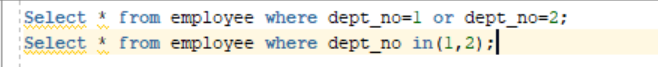 Select * from employee where dept_no=1 or dept_no=2;
Select * from employee where dept_no in(1,2);